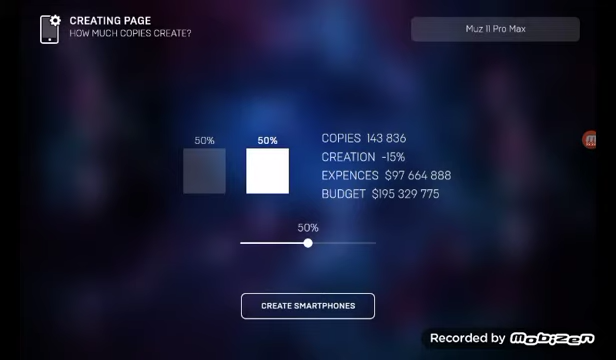 CREATING PAGE
HOW MUCH COPIES CREATE?
Muz II Pro Max
50%
50%
COPIES 143 836
CREATION -15%
EXPENCES $97 664 888
BUDGET $195 329 775
50%
CREATE SMARTPHONES
Recorded by Mobizen